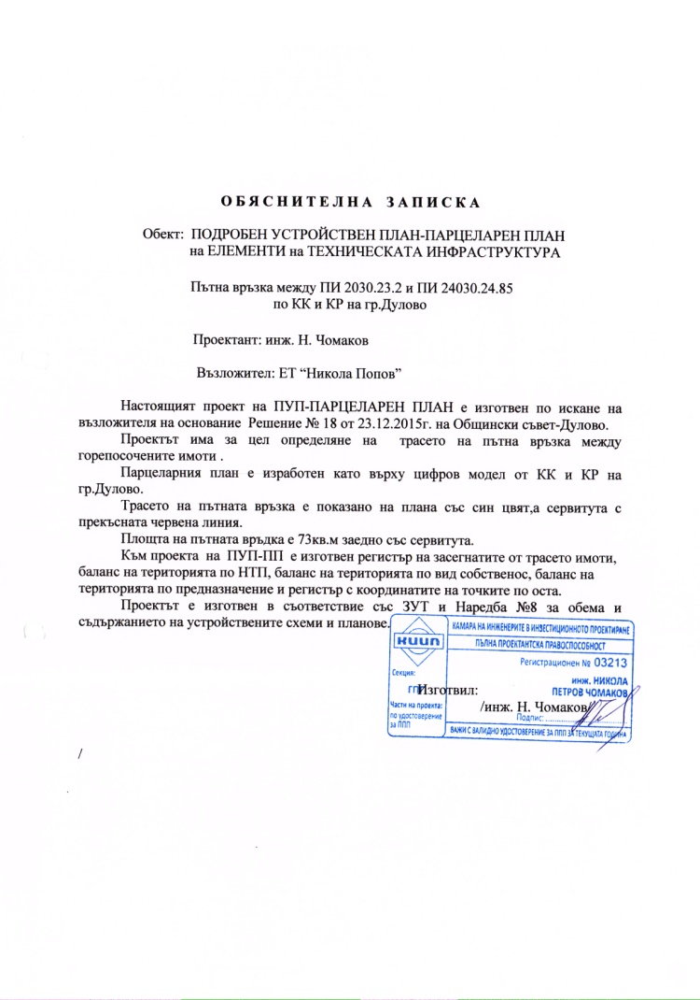 ОБЯСНИТЕЛНА ЗАПИСКА
Обект: ПОДРОБЕН УСТРОЙСТВЕН ПЛАН-ПАРЦЕЛАРЕН ПЛАН
на ЕЛЕМЕНТИ на ТЕХНИЧЕСКАТА ИНФРАСТРУКТУРА
Пътна връзка между ПИ 2030.23.2 и ПИ 24030.24.85
по КК и КР на гр.Дулово
Проектант: инж. Н. Чомаков
Възложител: ЕТ “Никола Попов”
Настоящият проект на ПУП-ПАРЦЕЛАРЕН ПЛАН е изготвен по искане на
възложителя на основание Решение № 18 от 23.12.2015г. на Общински съвет-Дулово.
Проектът има за цел определяне на трасето на пътна връзка между
горепосочените имоти .
Парцеларния план е изработен като върху цифров модел от КК и КР на
гр.Дулово.
Трасето на пътната връзка е показано на плана със син цвят,а сервитута с
прекъсната червена линия.
Площта на пътната връдка е 73кв.м заедно със сервитута.
Към проекта на ПУП-ПП е изготвен регистър на засегнатите от трасето имоти,
баланс на територията по НТП, баланс на територията по вид собственос, баланс на
територията по предназначение и регистър с координатите на точките по оста.
Проектът е изготвен в съответствие със ЗУТ и Наредба №8 за обема и
съдържанието на устройствените схеми и планове.
КИИП
КАМАРА НА ИНЖЕНЕРИТЕ В ИНВЕСТИЦИОННОТО ПРОЕКТИРАНЕ
ПЪЛНА ПРОЕКТАНТСКА ПРАВОСПОСОБНОСТ
Регистрационен № 03213
Секция:
инж. НИКОЛА
ПЕТРОВ ЧОМАКОВ
Изготвил:
/инж. Н. Чомаков/
Части на проекта:
по удостоверение
за ППП
Подпис:
ВАЖИ С ВАЛИДНО УДОСТОВЕРЕНИЕ ЗА ППП ЗА ТЕКУЩАТА ГОДИНА
/